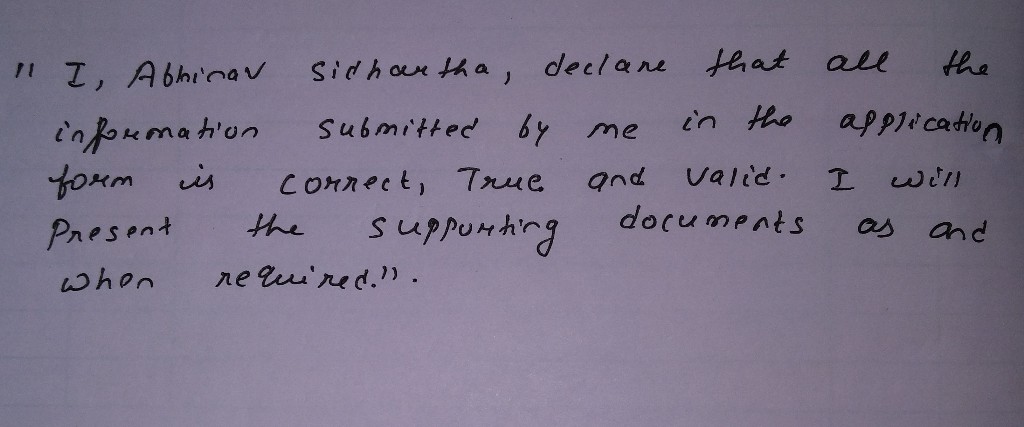 " I, Abhinav Sidhartha, declare that all the
information submitted by me in the application
form is correct, True and valid. I will
Present the supporting documents as and
when required.".